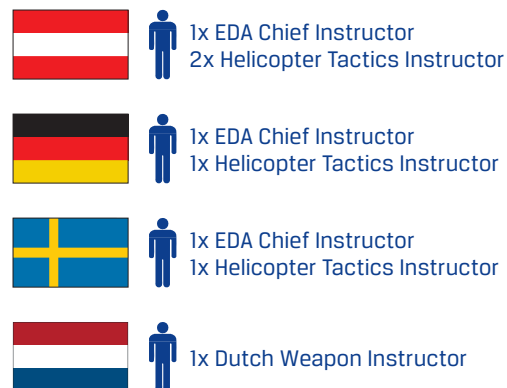 1x EDA Chief Instructor
2x Helicopter Tactics Instructor
1x EDA Chief Instructor
1x Helicopter Tactics Instructor
1x EDA Chief Instructor
1x Helicopter Tactics Instructor
1x Dutch Weapon Instructor